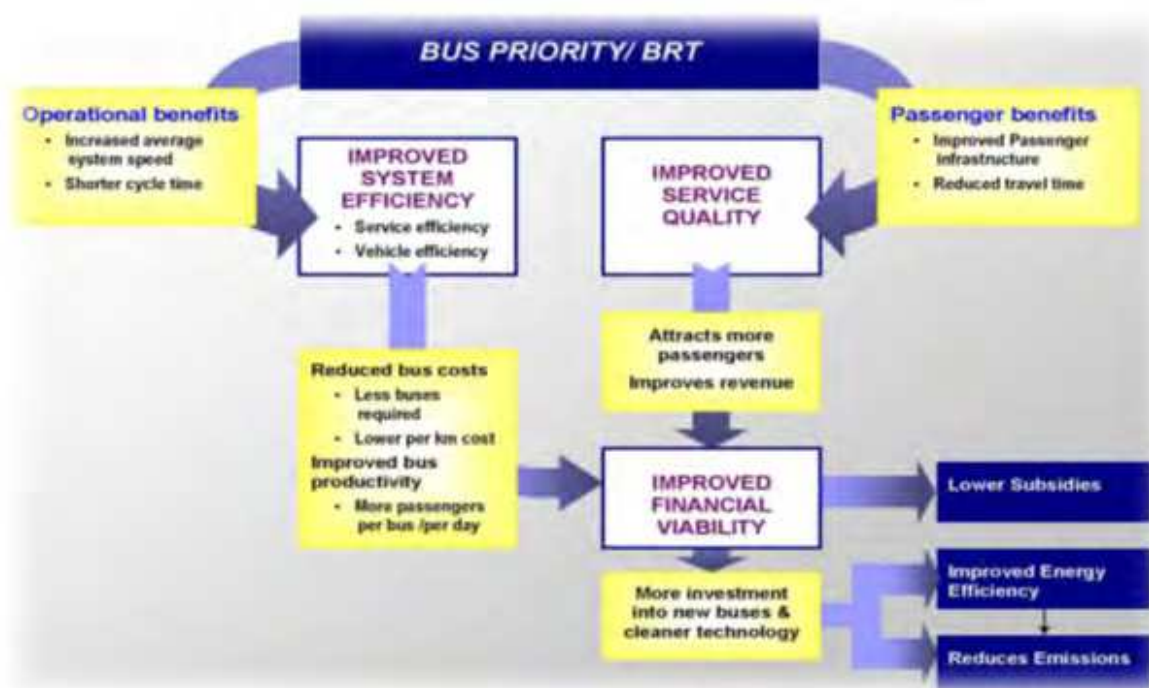 BUS PRIORITY/ BRT
Operational benefits
• Increased average
system speed
• Shorter cycle time
IMPROVED
SYSTEM
EFFICIENCY
• Service efficiency
• Vehicle efficiency
IMPROVED
SERVICE
QUALITY
Passenger benefits
• Improved Passenger
infrastructure
• Reduced travel time
Reduced bus costs
• Less buses
required
• Lower per km cost
Improved bus
productivity
• More passengers
per bus /per day
Attracts more
passengers
Improves revenue
IMPROVED
FINANCIAL
VIABILITY
Lower Subsidies
More investment
into new buses &
cleaner technology
Improved Energy
Efficiency
Reduces Emissions